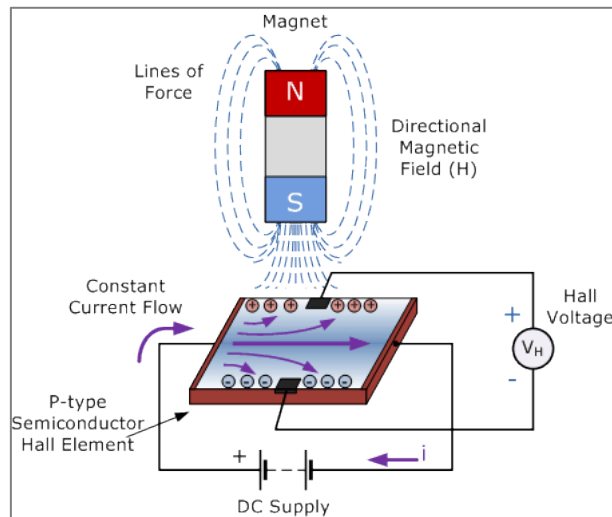 Magnet
Lines of
Force
N
Directional
Magnetic
Field (H)
S
Constant
Current Flow
Hall
Voltage
+
VH
-
+ + + + + +
- - - - - -
P-type
Semiconductor
Hall Element
+
i
DC Supply